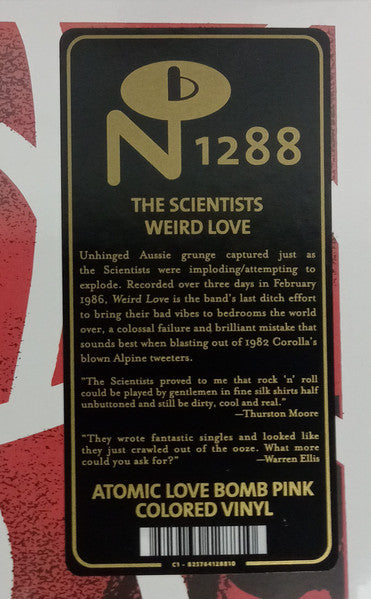 N b 1288
THE SCIENTISTS
WEIRD LOVE
Unhinged Aussie grunge captured just as
the Scientists were imploding/attempting to
explode. Recorded over three days in February
1986, Weird Love is the band's last ditch effort
to bring their bad vibes to bedrooms the world
over, a colossal failure and brilliant mistake that
sounds best when blasting out of 1982 Corolla's
blown Alpine tweeters.
"The Scientists proved to me that rock 'n' roll
could be played by gentlemen in fine silk shirts half
unbuttoned and still be dirty, cool and real."
—Thurston Moore
"They wrote fantastic singles and looked like
they just crawled out of the ooze. What more
could you ask for?" —Warren Ellis
ATOMIC LOVE BOMB PINK
COLORED VINYL
C1 - 825764128810